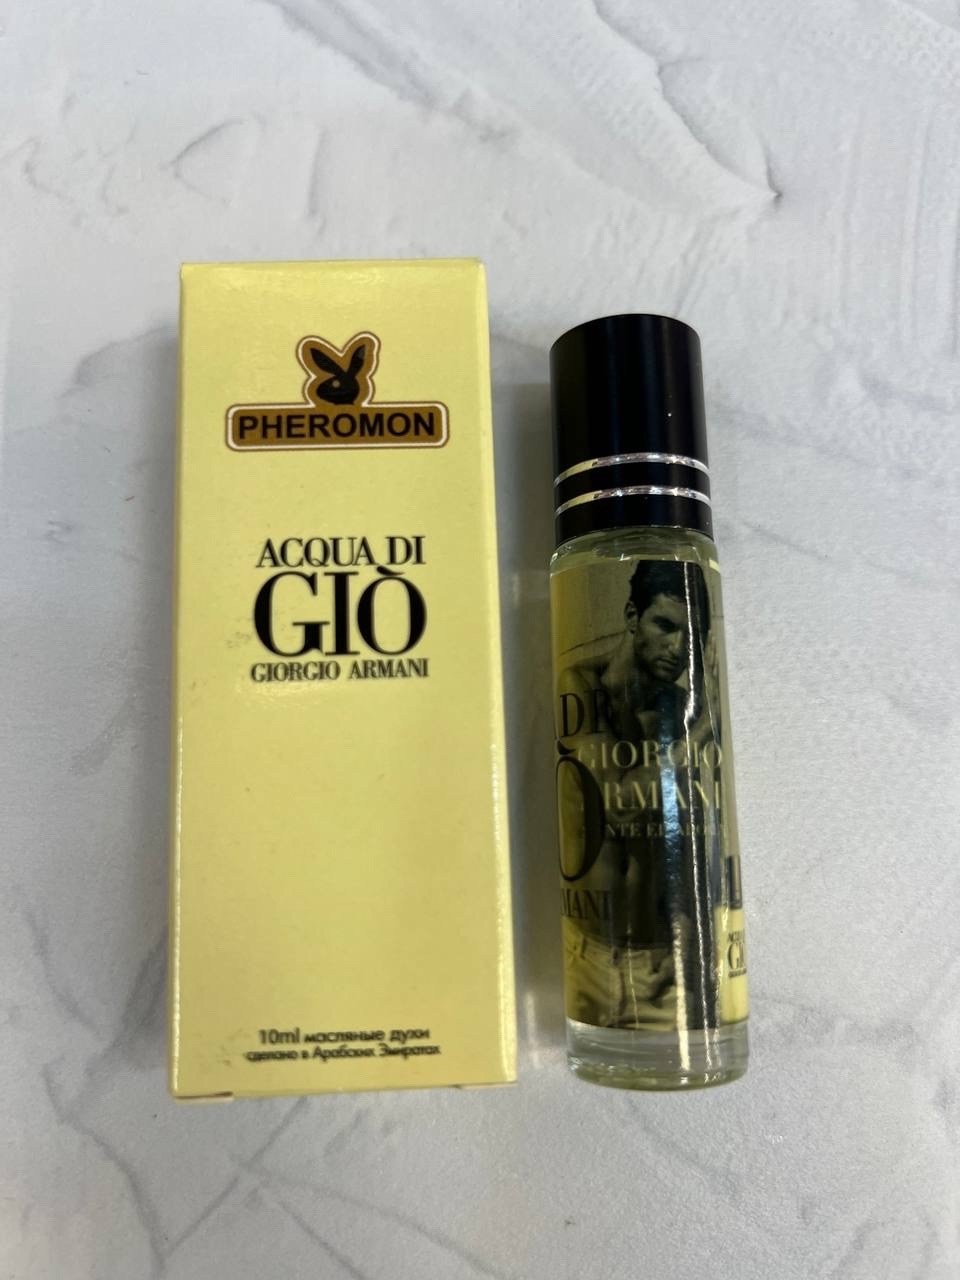 PHEROMON
ACQUA DI
GIÒ
GIORGIO ARMANI
10ml масляные духи
сделано в Арабских Эмиратах
GIORGIO
ARMANI